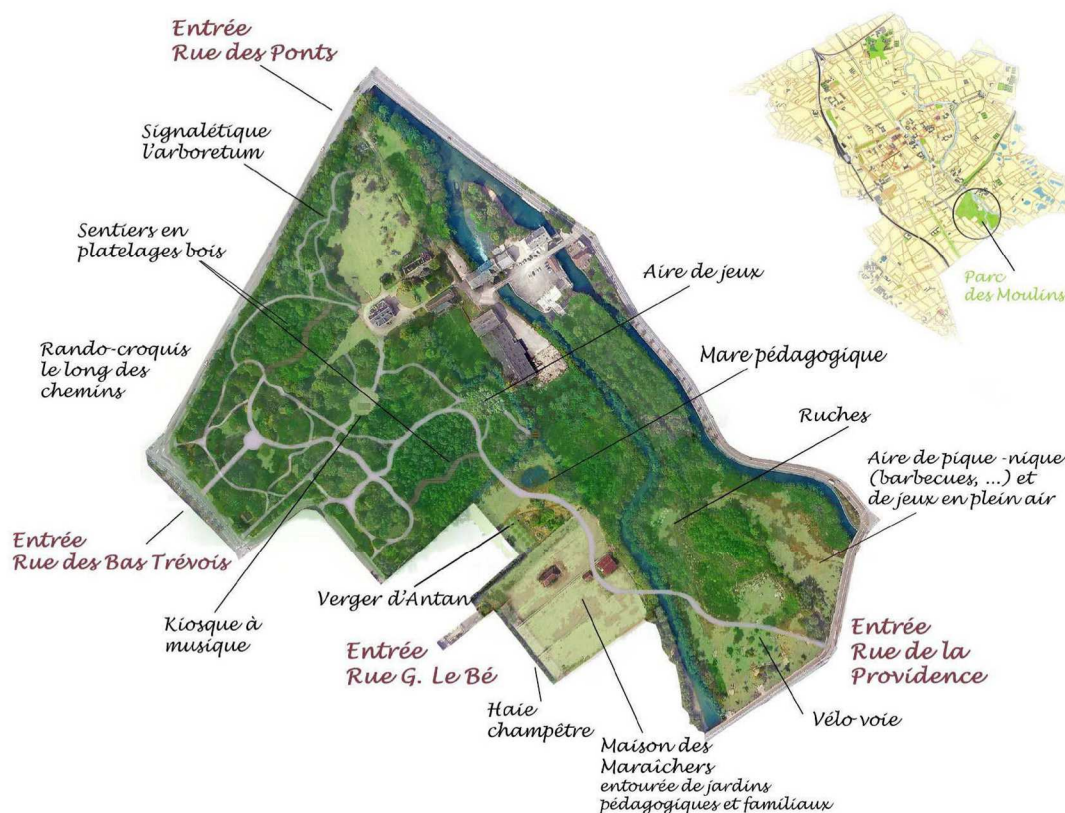 Entrée
Rue des Ponts
Signalétique
l'arboretum
Sentiers en
platelages bois
Rando-croquis
le long des
chemins
Entrée
Rue des Bas Trévois
Kiosque à
musique
Verger d'Antan
Entrée
Rue G. Le Bé
Haie
champêtre
Maison des
Maraîchers
entourée de jardins
pédagogiques et familiaux
Vélo voie
Entrée
Rue de la
Providence
Aire de pique -nique
(barbecues, ...) et
de jeux en plein air
Ruches
Mare pédagogique
Aire de jeux
Parc
des Moulins